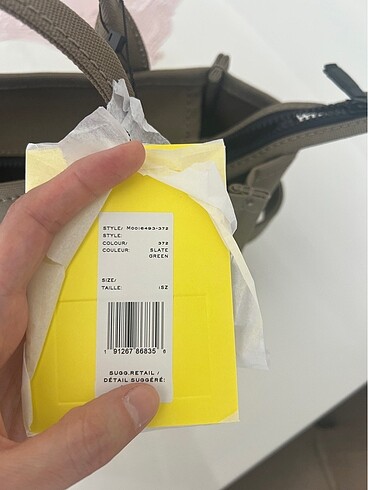 STYLE/ M0016493-372
STYLE:
COLOUR/ 372
COULEUR: SLATE
GREEN
SIZE/
TAILLE: 1SZ
1 91267 86835 6
SUGG.RETAIL /
DÉTAIL SUGGÉRÉ: